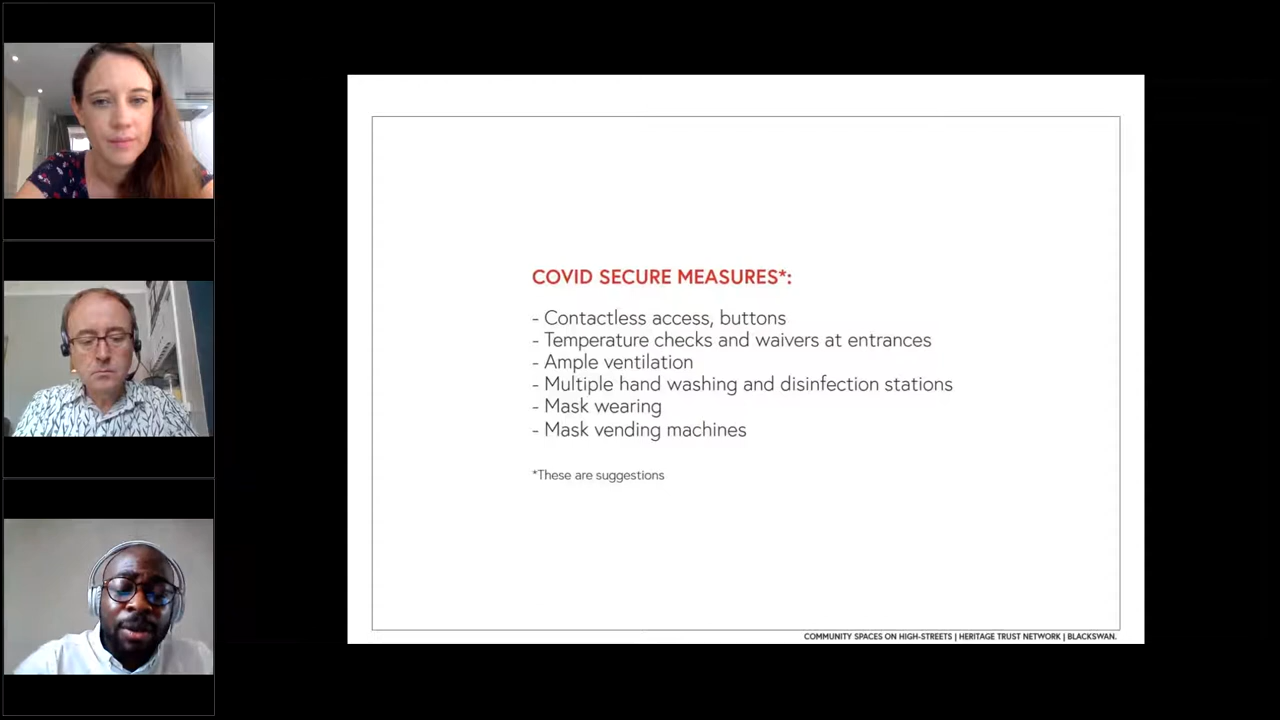 COVID SECURE MEASURES*:
- Contactless access, buttons
- Temperature checks and waivers at entrances
- Ample ventilation
- Multiple hand washing and disinfection stations
- Mask wearing
- Mask vending machines
*These are suggestions
COMMUNITY SPACES ON HIGH-STREETS | HERITAGE TRUST NETWORK | BLACKSWAN.